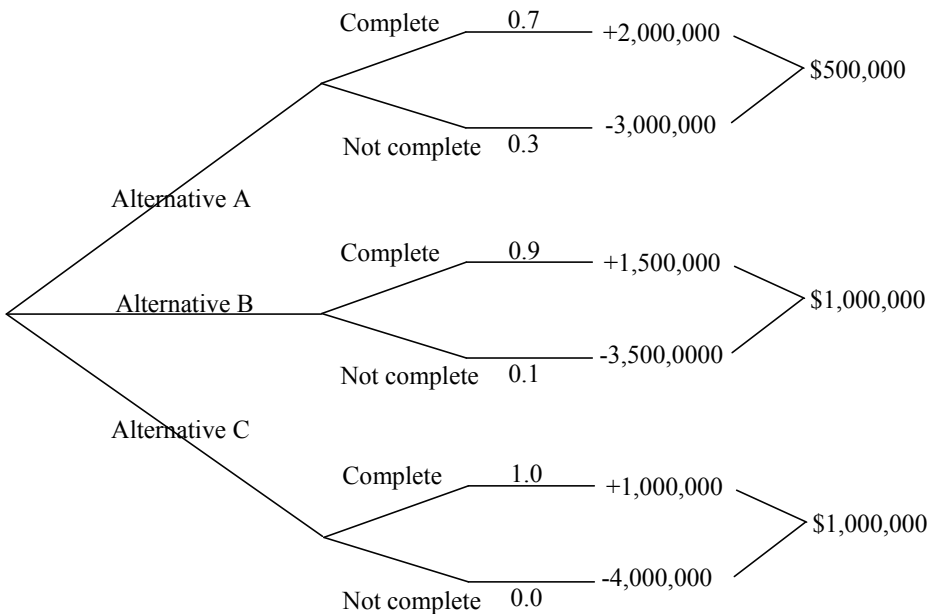 Complete 0.7 +2,000,000
$500,000
Not complete 0.3 -3,000,000
Alternative A
Complete 0.9 +1,500,000
Alternative B $1,000,000
Not complete 0.1 -3,500,0000
Alternative C
Complete 1.0 +1,000,000
$1,000,000
Not complete 0.0 -4,000,000